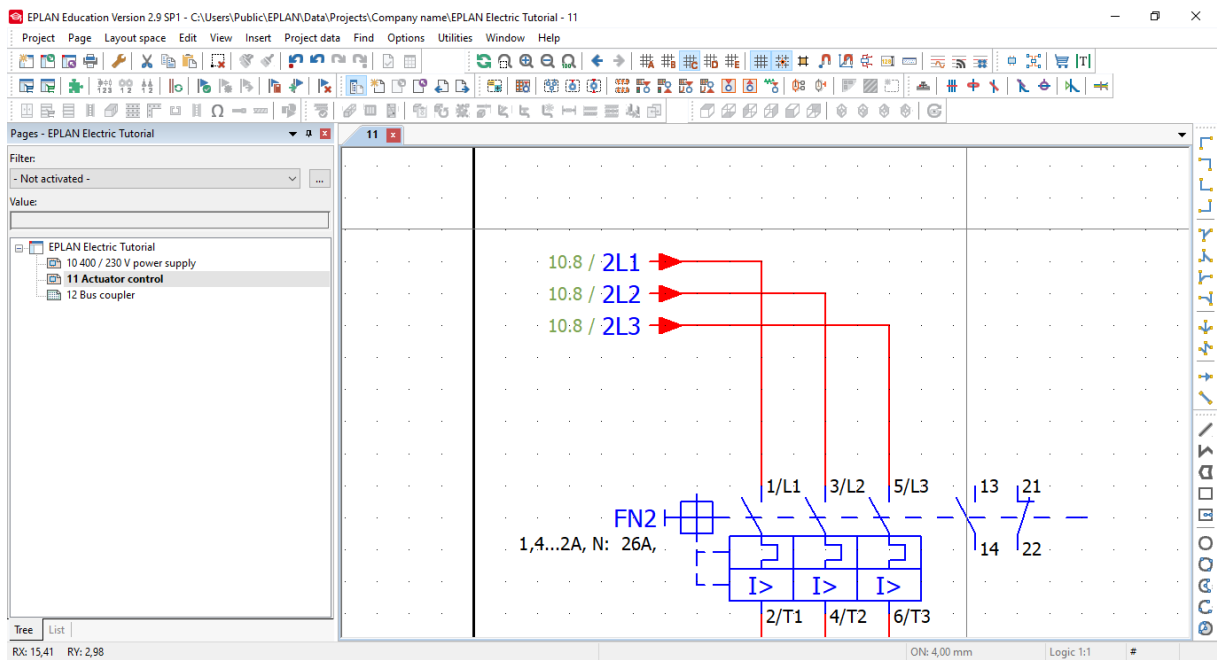 EPLAN Education Version 2.9 SP1 - C:\Users\Public\EPLAN\Data\Projects\Company name\EPLAN Electric Tutorial - 11
Project Page Layout space Edit View Insert Project data Find Options Utilities Window Help
Pages - EPLAN Electric Tutorial
11
Filter:
- Not activated -
...
Value:
EPLAN Electric Tutorial
10 400 / 230 V power supply
11 Actuator control
12 Bus coupler
10:8 / 2L1
10:8 / 2L2
10:8 / 2L3
1/L1 3/L2 5/L3 13 21
FN2
1,4...2A, N: 26A,
14 22
I> I> I>
2/T1 4/T2 6/T3
Tree List
RX: 15,41 RY: 2,98 ON: 4,00 mm Logic 1:1 #